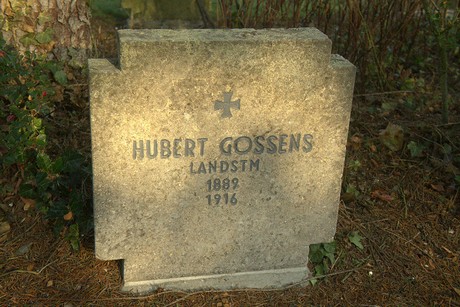 HUBERT GOSSENS
LANDSTM
1889
1916